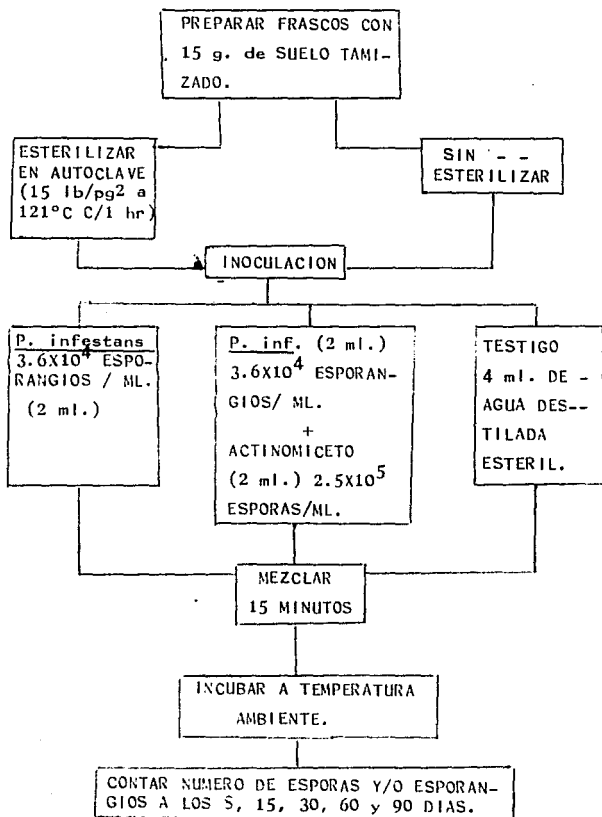 PREPARAR FRASCOS CON
15 g. de SUELO TAMI-
ZADO.
ESTERILIZAR
EN AUTOCLAVE
(15 lb/pg2 a
121°C C/1 hr)
SIN - -
ESTERILIZAR
INOCULACION
P. infestans
3.6X10⁴ ESPO-
RANGIOS / ML.
(2 ml.)
P. inf. (2 ml.)
3.6X10⁴ ESPORAN-
GIOS/ ML.
+
ACTINOMICETO
(2 ml.) 2.5X10⁵
ESPORAS/ML.
TESTIGO
4 ml. DE -
AGUA DES--
TILADA
ESTERIL.
MEZCLAR
15 MINUTOS
INCUBAR A TEMPERATURA
AMBIENTE.
CONTAR NUMERO DE ESPORAS Y/O ESPORAN-
GIOS A LOS 5, 15, 30, 60 y 90 DIAS.